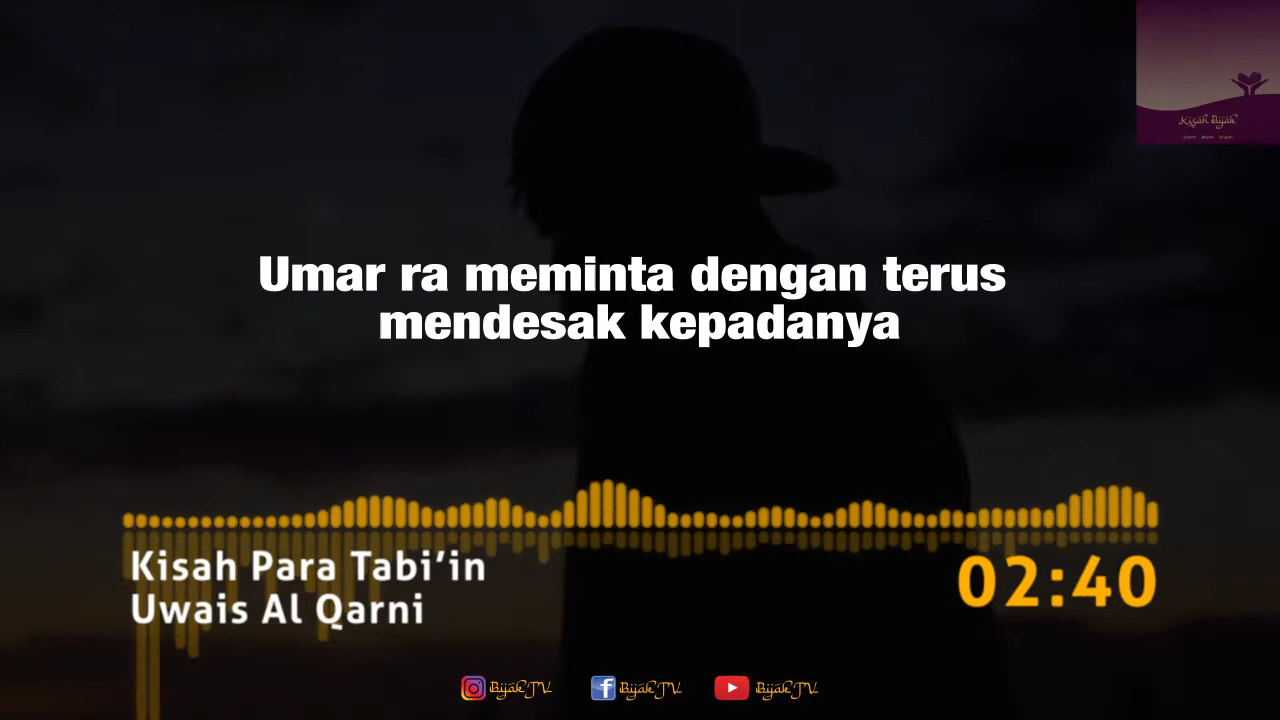 Kisah Bijak
Umar ra meminta dengan terus
mendesak kepadanya
Kisah Para Tabi'in
Uwais Al Qarni
02:40
BijakTV BijakTV BijakTV